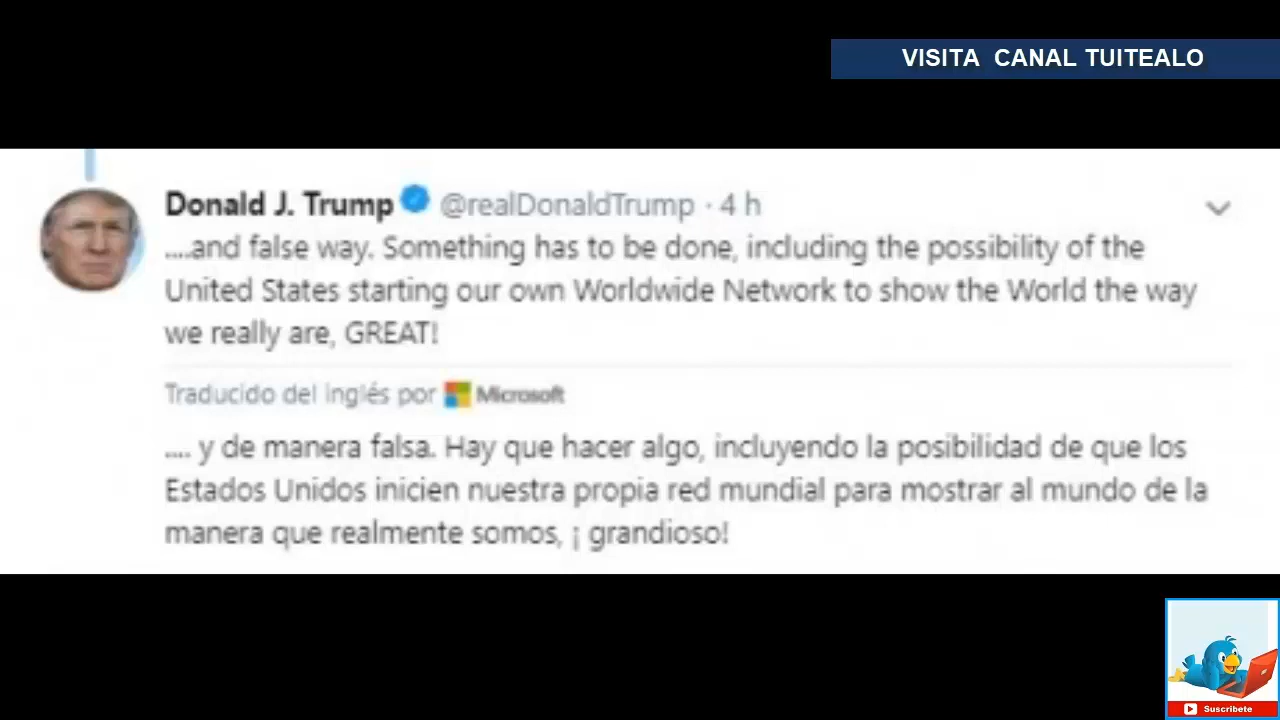 VISITA CANAL TUITEALO
Donald J. Trump @realDonaldTrump · 4 h
....and false way. Something has to be done, including the possibility of the
United States starting our own Worldwide Network to show the World the way
we really are, GREAT!
Traducido del inglés por Microsoft
.... y de manera falsa. Hay que hacer algo, incluyendo la posibilidad de que los
Estados Unidos inicien nuestra propia red mundial para mostrar al mundo de la
manera que realmente somos, ¡ grandioso!
Suscribete